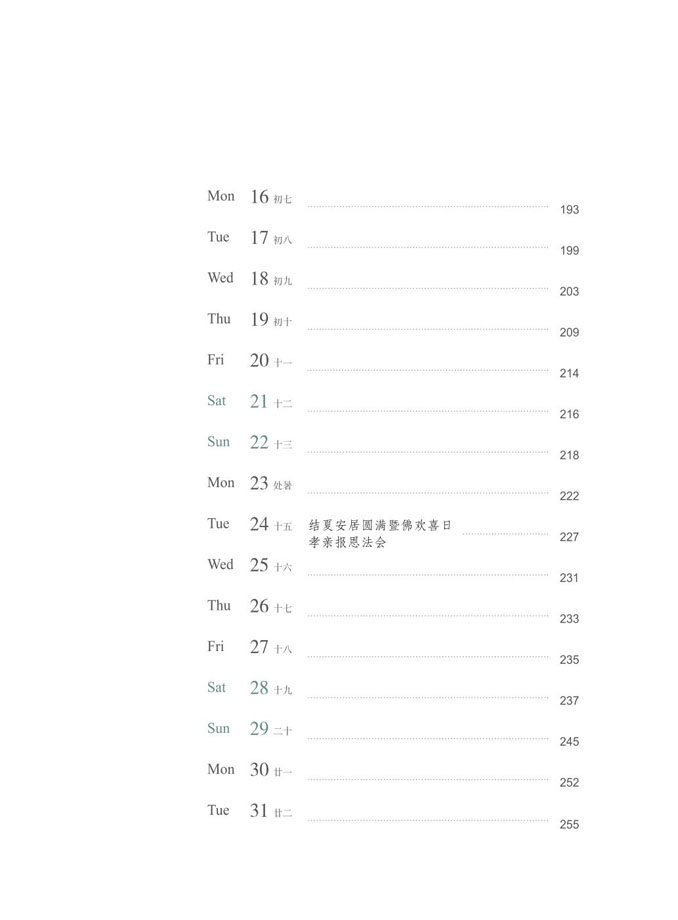 Mon 16 初七 193
Tue 17 初八 199
Wed 18 初九 203
Thu 19 初十 209
Fri 20 十一 214
Sat 21 十二 216
Sun 22 十三 218
Mon 23 处暑 222
Tue 24 十五 结夏安居圆满暨佛欢喜日 227
孝亲报恩法会
Wed 25 十六 231
Thu 26 十七 233
Fri 27 十八 235
Sat 28 十九 237
Sun 29 二十 245
Mon 30 廿一 252
Tue 31 廿二 255